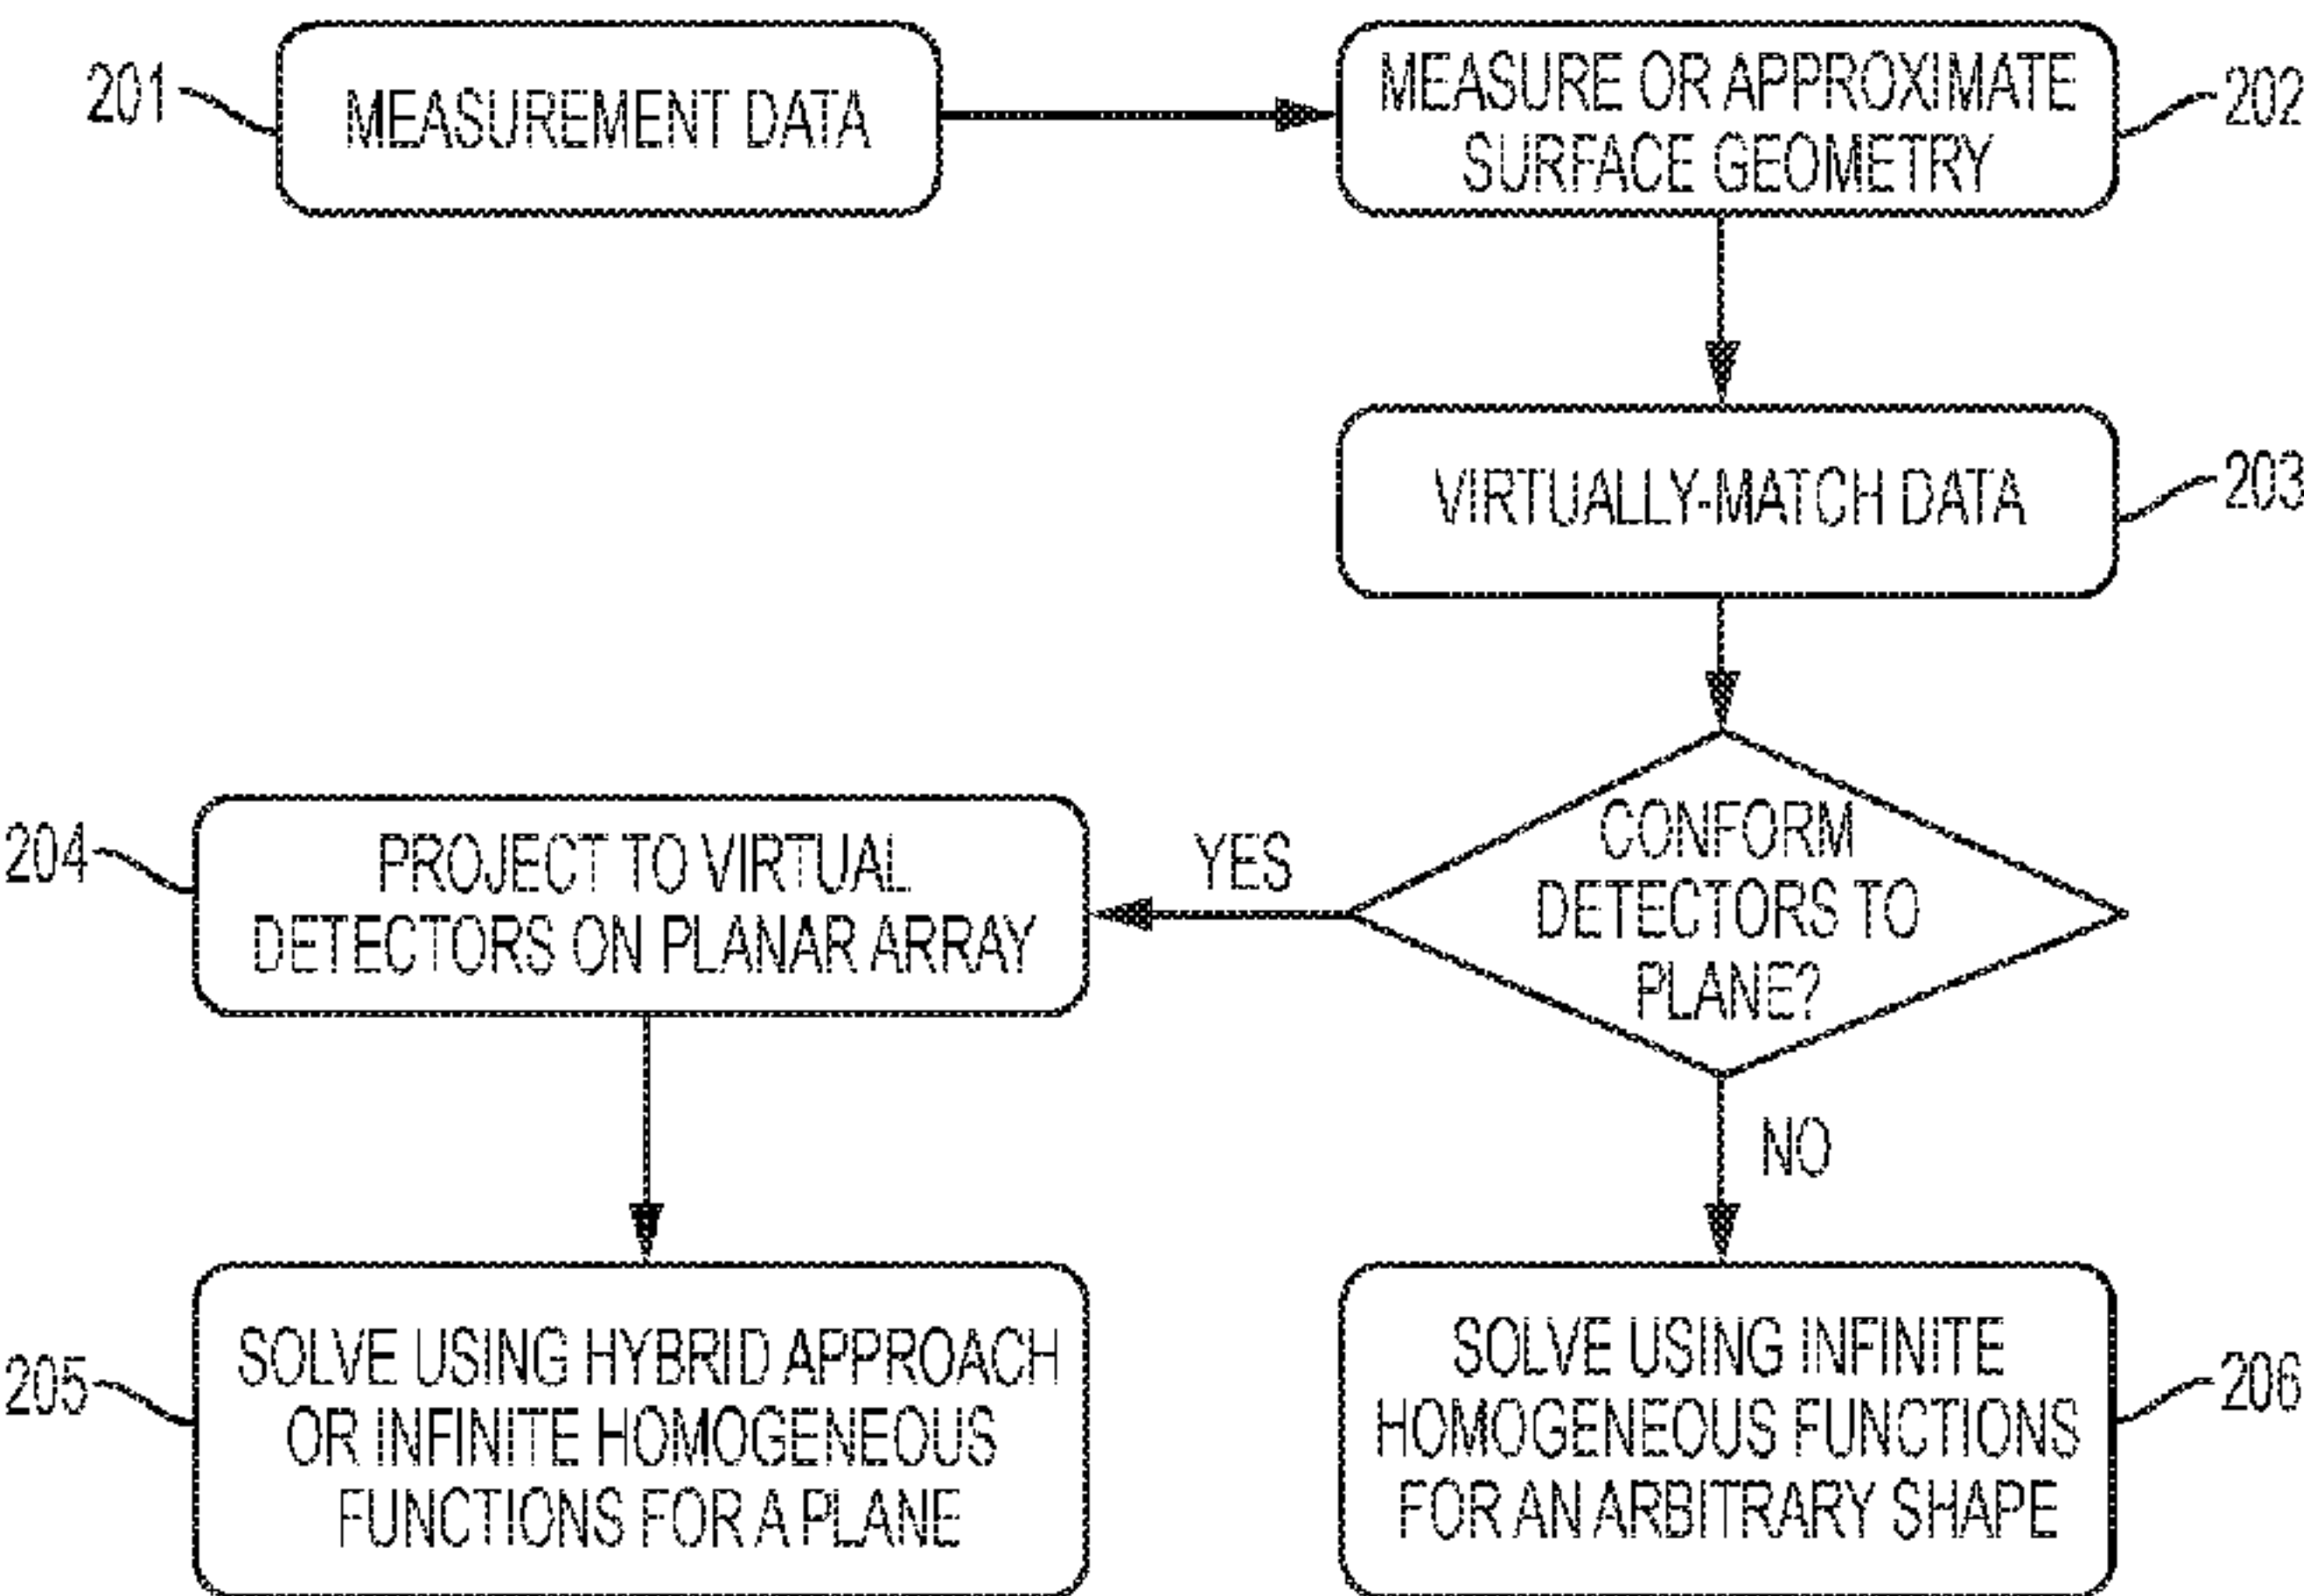 201
MEASUREMENT DATA
MEASURE OR APPROXIMATE
SURFACE GEOMETRY
202
VIRTUALLY-MATCH DATA
203
CONFORM
DETECTORS TO
PLANE?
YES
204
PROJECT TO VIRTUAL
DETECTORS ON PLANAR ARRAY
NO
205
SOLVE USING HYBRID APPROACH
OR INFINITE HOMOGENEOUS
FUNCTIONS FOR A PLANE
SOLVE USING INFINITE
HOMOGENEOUS FUNCTIONS
FOR AN ARBITRARY SHAPE
206